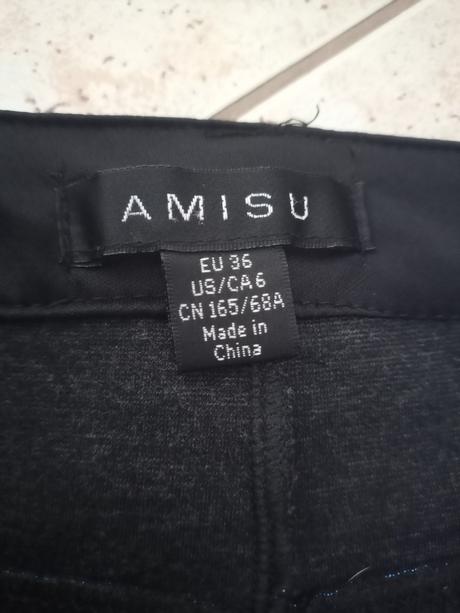 AMISU
EU 36
US/CA 6
CN 165/68A
Made in
China